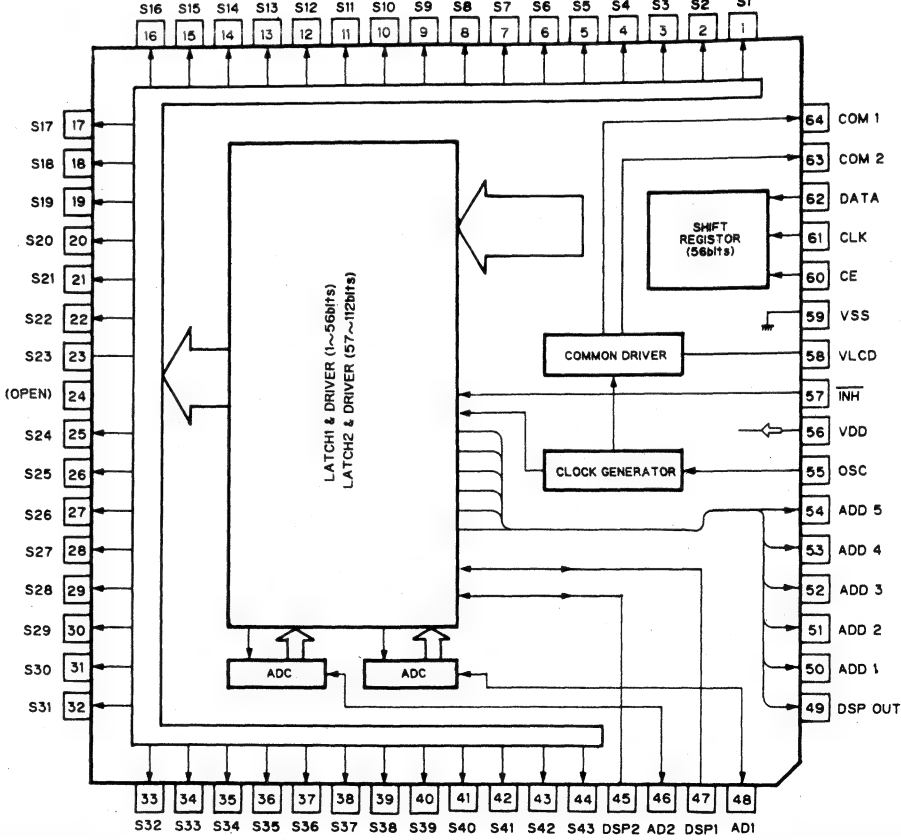 S16 S15 S14 S13 S12 S11 S10 S9 S8 S7 S6 S5 S4 S3 S2 S1
16 15 14 13 12 11 10 9 8 7 6 5 4 3 2 1
S17 17
S18 18
S19 19
S20 20
S21 21
S22 22
S23 23
(OPEN) 24
S24 25
S25 26
S26 27
S27 28
S28 29
S29 30
S30 31
S31 32
LATCH1 & DRIVER (1~56bits)
LATCH2 & DRIVER (57~112bits)
SHIFT
REGISTOR
(56bits)
COMMON DRIVER
CLOCK GENERATOR
ADC
ADC
64 COM 1
63 COM 2
62 DATA
61 CLK
60 CE
59 VSS
58 VLCD
57 INH
56 VDD
55 OSC
54 ADD 5
53 ADD 4
52 ADD 3
51 ADD 2
50 ADD 1
49 DSP OUT
33 34 35 36 37 38 39 40 41 42 43 44 45 46 47 48
S32 S33 S34 S35 S36 S37 S38 S39 S40 S41 S42 S43 DSP2 AD2 DSP1 AD1